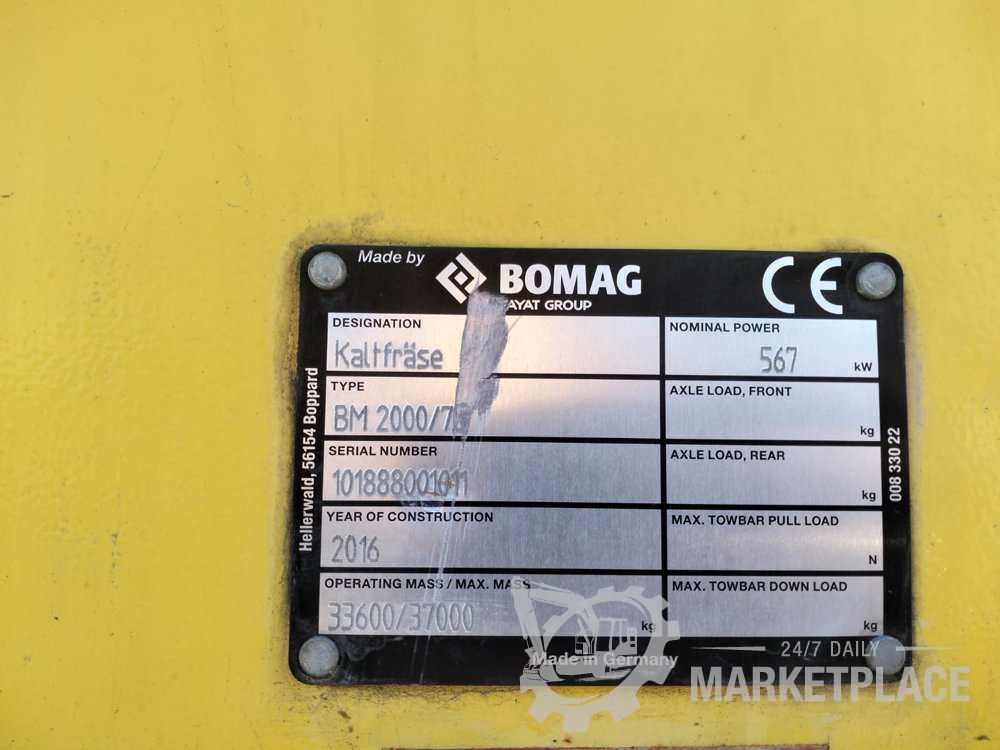 Made by
BOMAG
FAYAT GROUP
CE
DESIGNATION
Kaltfräse
NOMINAL POWER
567 kW
TYPE
BM 2000/75
AXLE LOAD, FRONT
kg
SERIAL NUMBER
101888001011
AXLE LOAD, REAR
kg
YEAR OF CONSTRUCTION
2016
MAX. TOWBAR PULL LOAD
N
OPERATING MASS / MAX. MASS
33600/37000 kg
MAX. TOWBAR DOWN LOAD
kg
Made in Germany
Hellerwald, 56154 Boppard
008 330 22
24/7 DAILY
MARKETPLACE